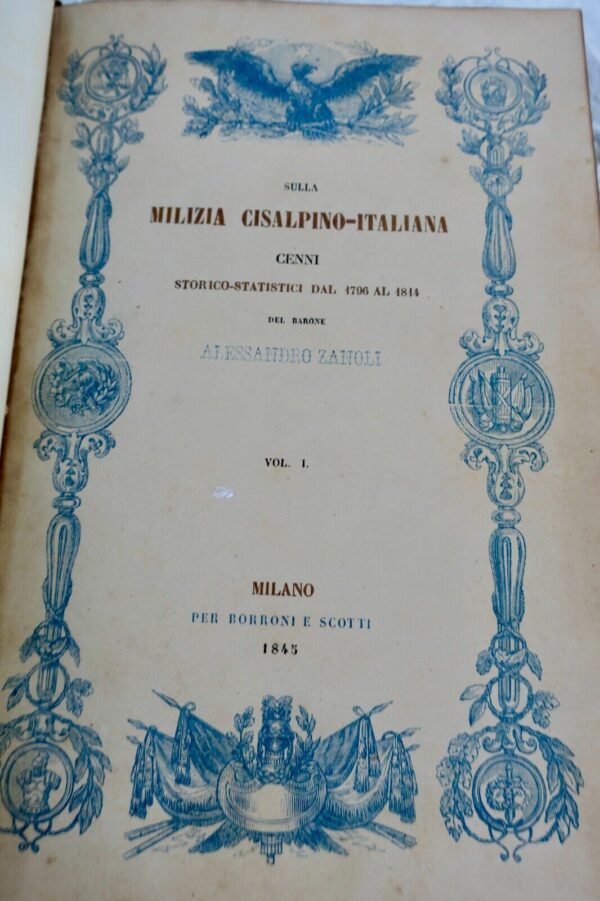 SULLA
MILIZIA CISALPINO-ITALIANA
CENNI
STORICO-STATISTICI DAL 1796 AL 1814
DEL BARONE
ALESSANDRO ZANOLI
VOL. I.
MILANO
PER BORRONI E SCOTTI
1845